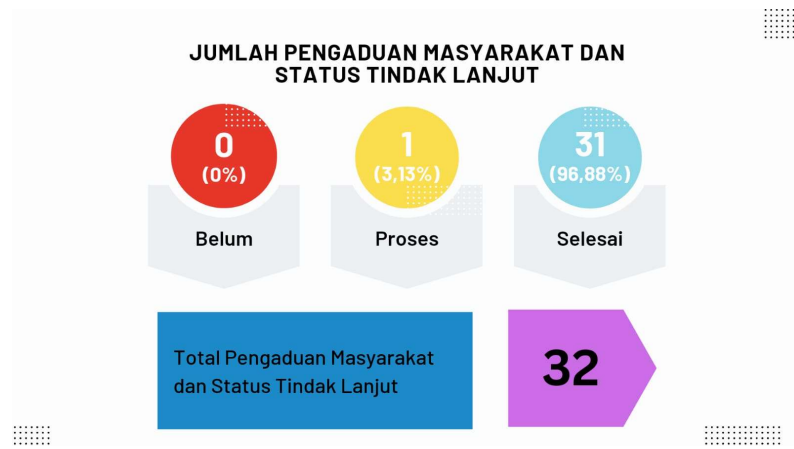 JUMLAH PENGADUAN MASYARAKAT DAN
STATUS TINDAK LANJUT
0
(0%)
1
(3,13%)
31
(96,88%)
Belum
Proses
Selesai
Total Pengaduan Masyarakat
dan Status Tindak Lanjut
32